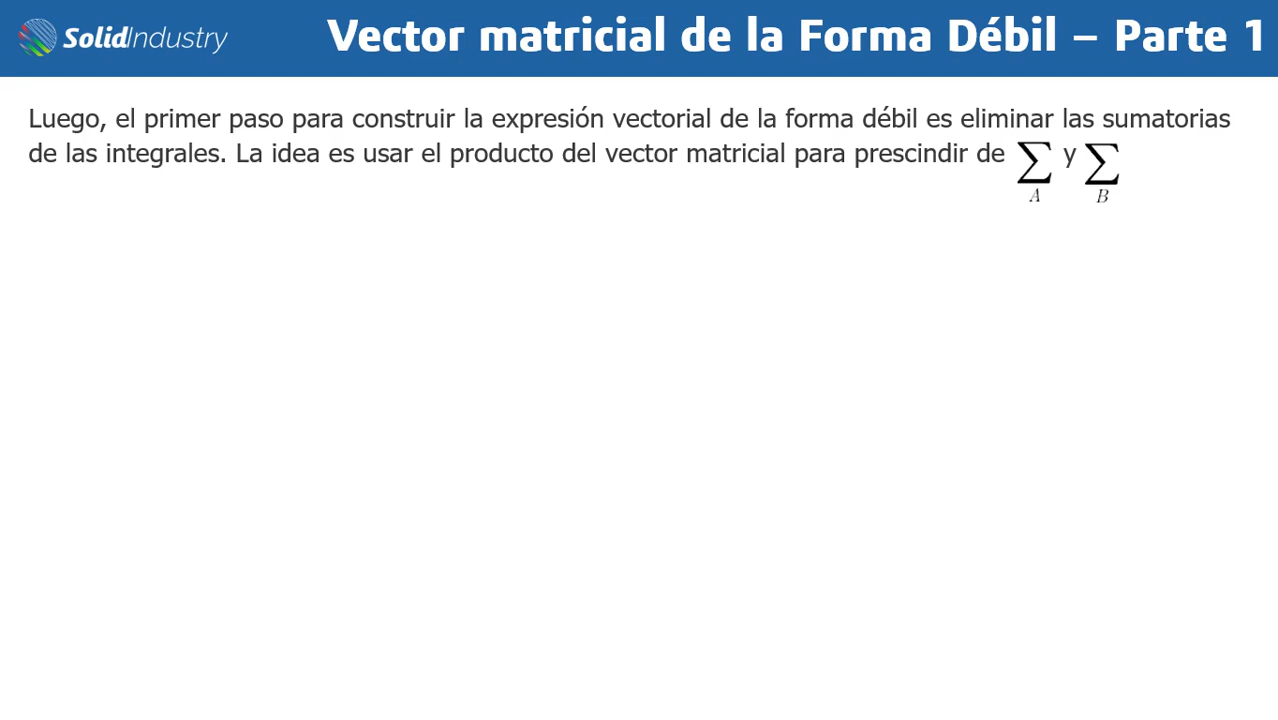 SolidIndustry
Vector matricial de la Forma Débil – Parte 1
Luego, el primer paso para construir la expresión vectorial de la forma débil es eliminar las sumatorias
de las integrales. La idea es usar el producto del vector matricial para prescindir de ∑ y ∑
A B